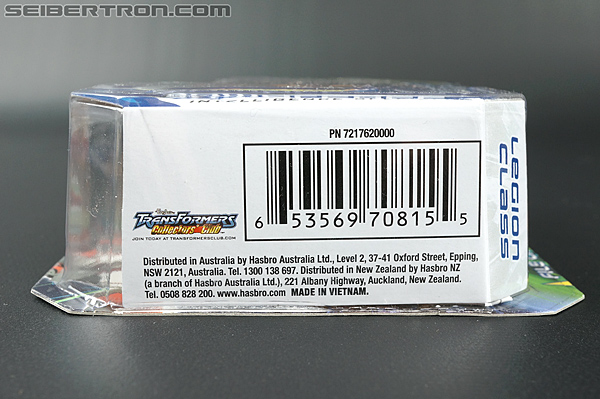 SEIBERTRON.COM
PN 7217620000
6 53569 70815 5
TRANSFORMERS
Collectors' Club
JOIN TODAY AT TRANSFORMERSCLUB.COM
LEGION
CLASS
Distributed in Australia by Hasbro Australia Ltd., Level 2, 37-41 Oxford Street, Epping,
NSW 2121, Australia. Tel. 1300 138 697. Distributed in New Zealand by Hasbro NZ
(a branch of Hasbro Australia Ltd.), 221 Albany Highway, Auckland, New Zealand.
Tel. 0508 828 200. www.hasbro.com MADE IN VIETNAM.